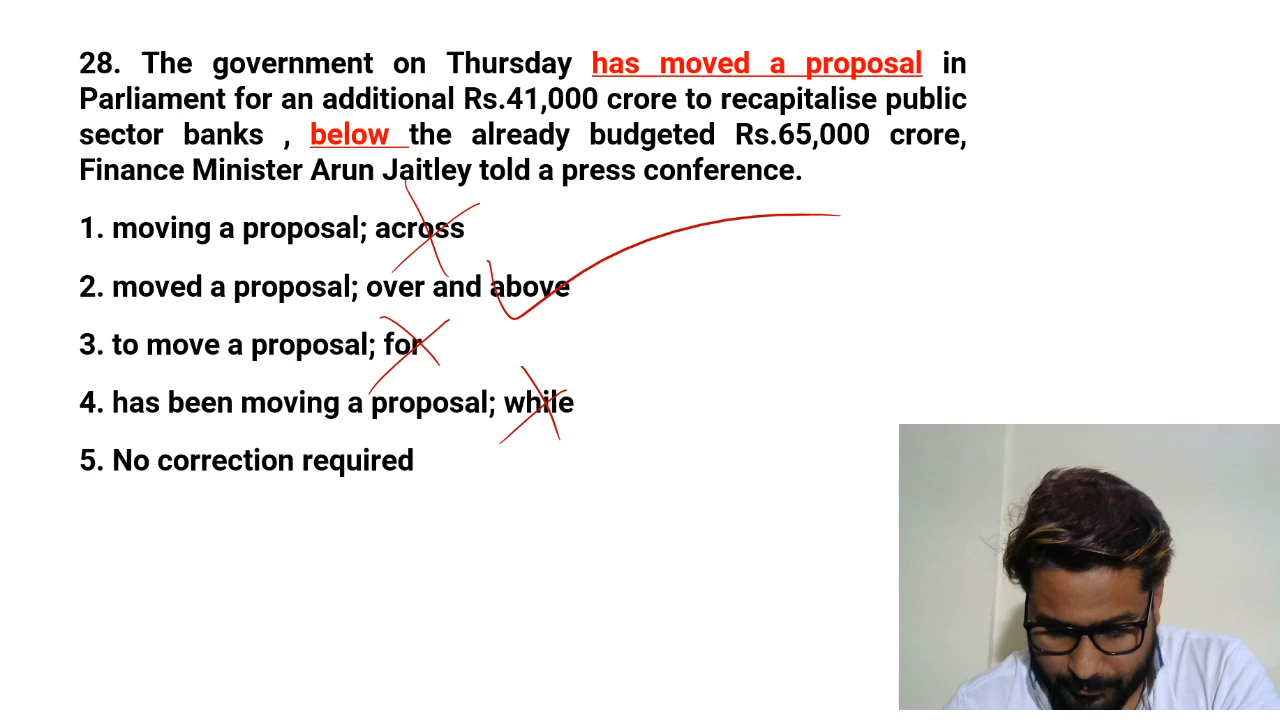 28. The government on Thursday has moved a proposal in
Parliament for an additional Rs.41,000 crore to recapitalise public
sector banks , below the already budgeted Rs.65,000 crore,
Finance Minister Arun Jaitley told a press conference.
1. moving a proposal; across
2. moved a proposal; over and above
3. to move a proposal; for
4. has been moving a proposal; while
5. No correction required